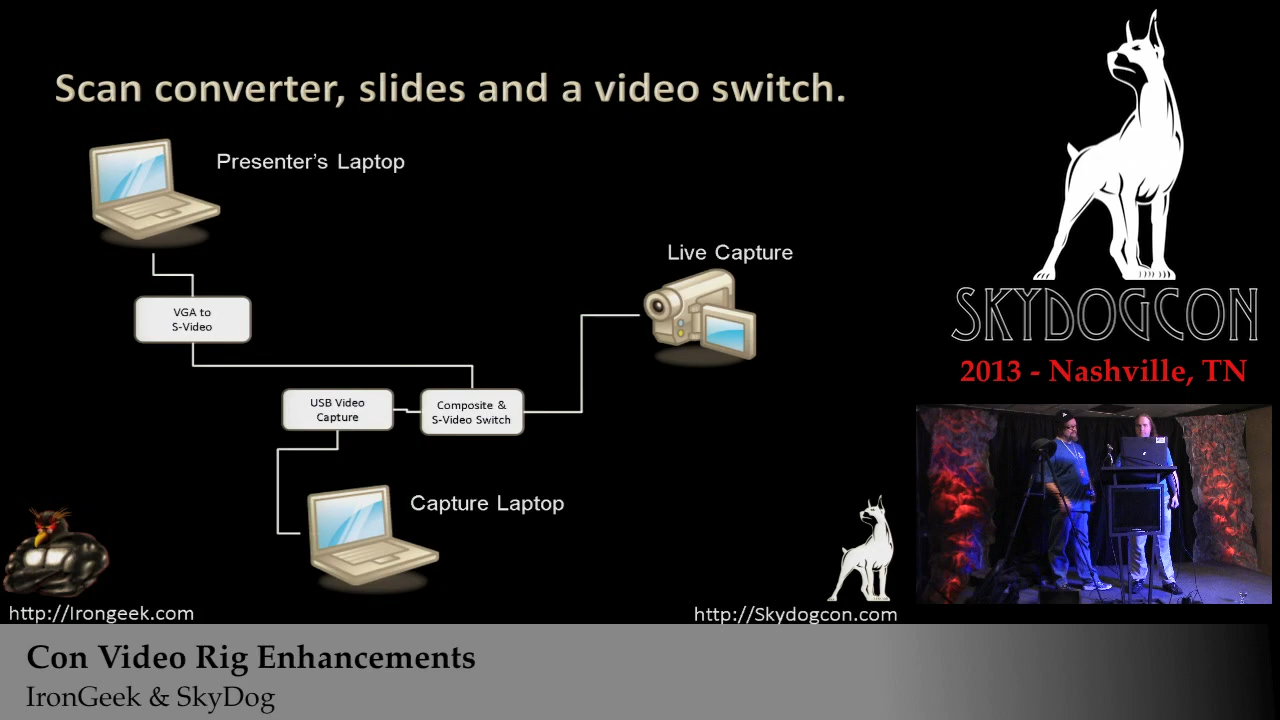 Scan converter, slides and a video switch.
Presenter's Laptop
Live Capture
VGA to
S-Video
USB Video
Capture
Composite &
S-Video Switch
Capture Laptop
http://Irongeek.com
http://Skydogcon.com
SKYDOGCON
2013 - Nashville, TN
Con Video Rig Enhancements
IronGeek & SkyDog